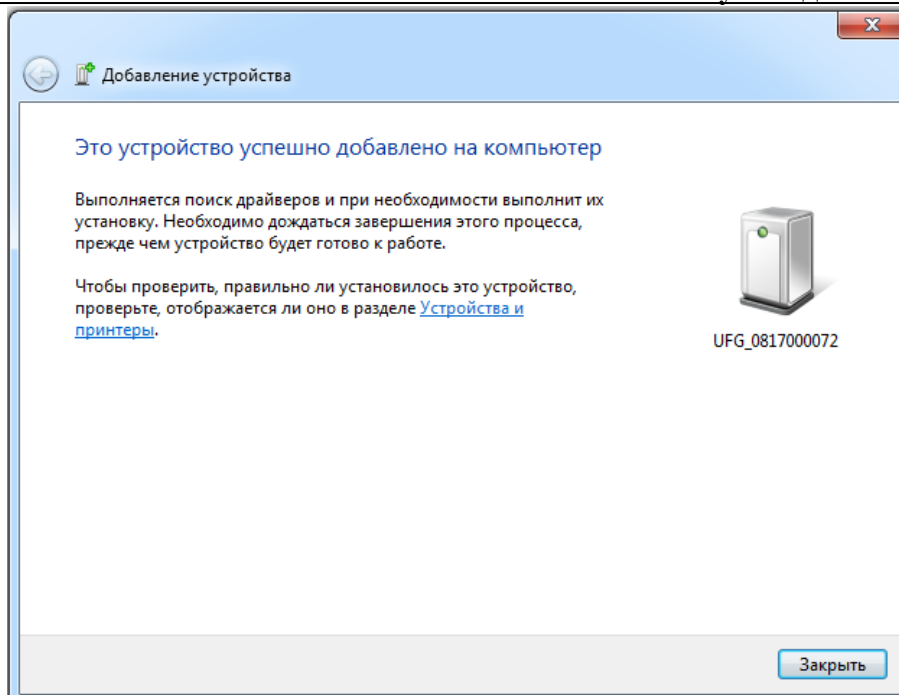 Добавление устройства
Это устройство успешно добавлено на компьютер
Выполняется поиск драйверов и при необходимости выполнит их
установку. Необходимо дождаться завершения этого процесса,
прежде чем устройство будет готово к работе.
Чтобы проверить, правильно ли установилось это устройство,
проверьте, отображается ли оно в разделе Устройства и
принтеры.
UFG_0817000072
Закрыть